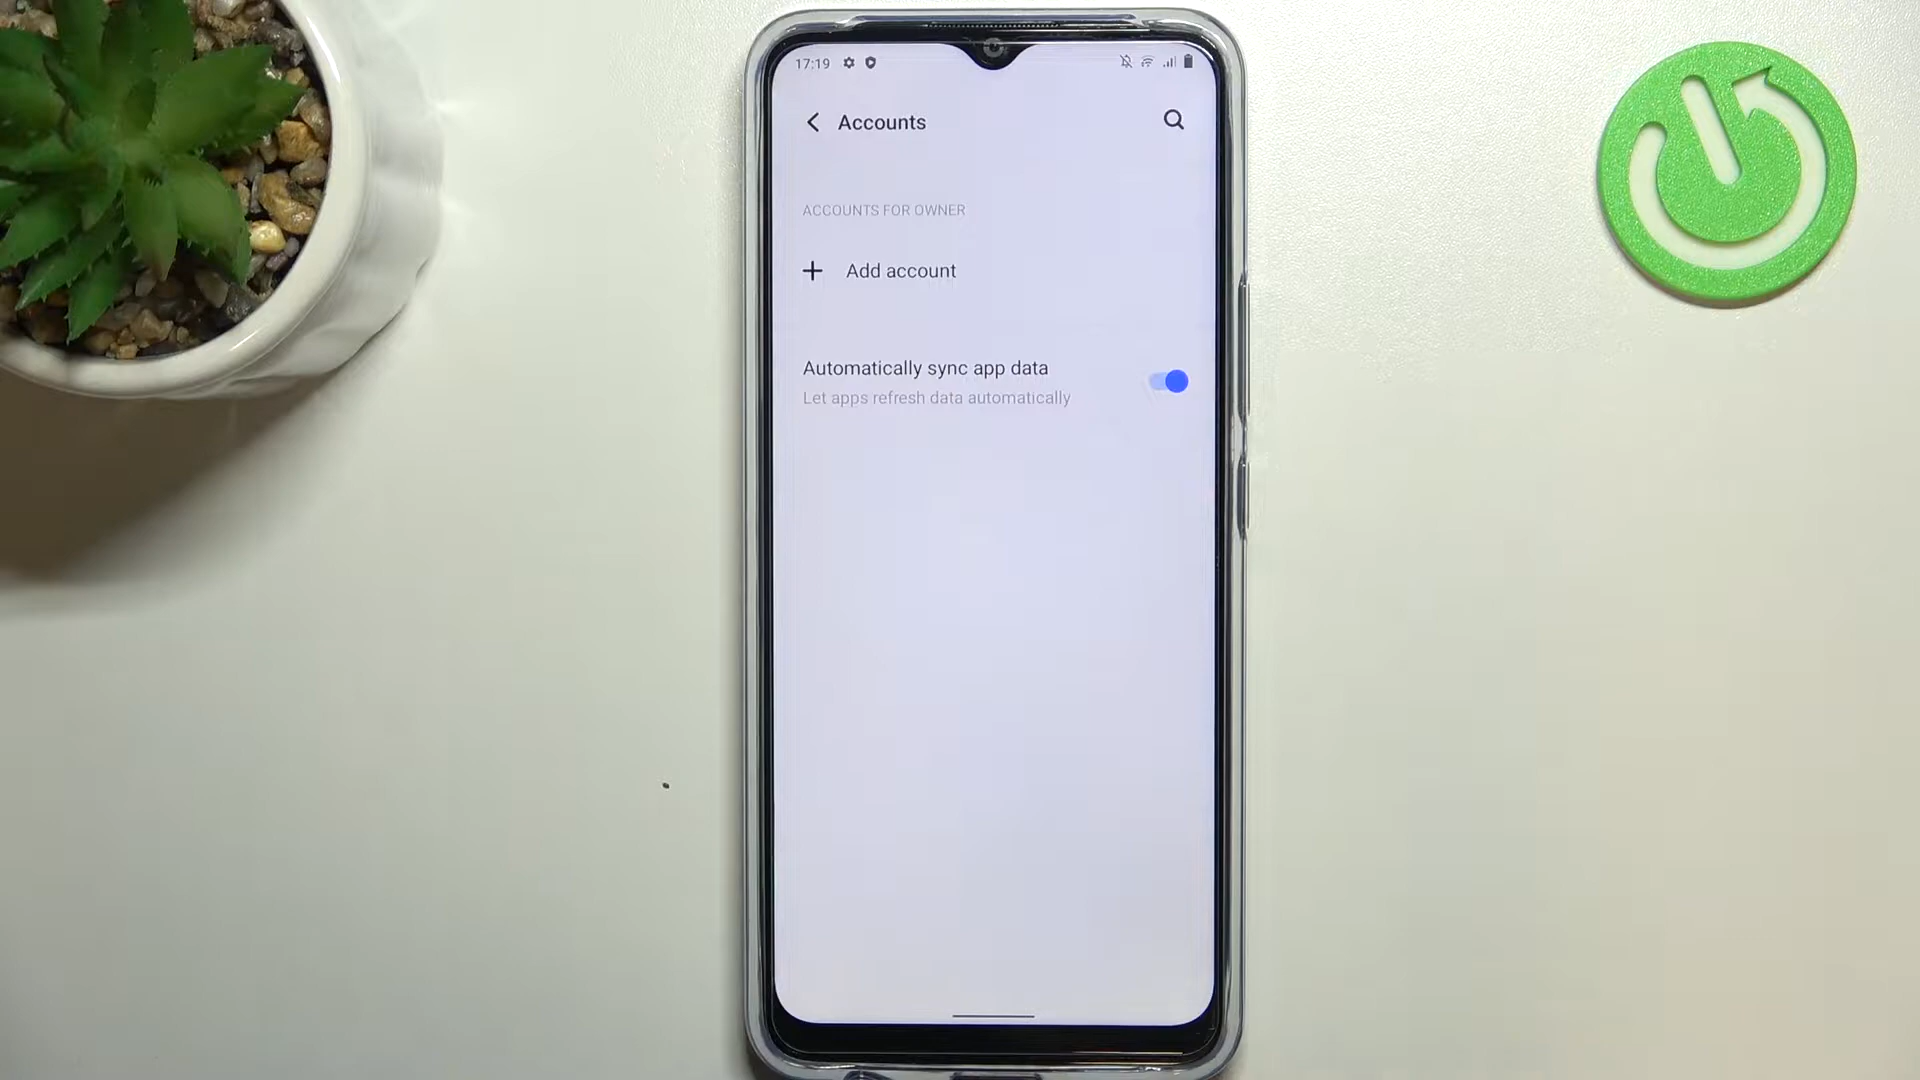 17:19
Accounts
ACCOUNTS FOR OWNER
Add account
Automatically sync app data
Let apps refresh data automatically